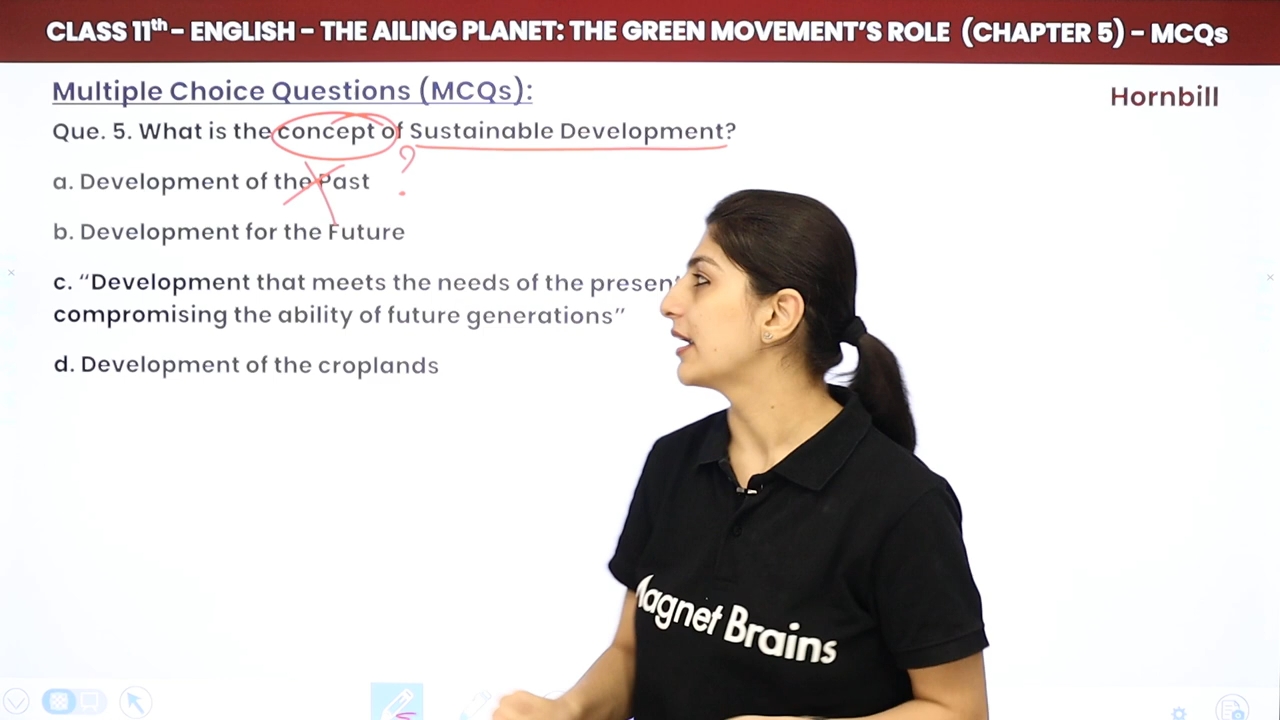 CLASS 11th - ENGLISH - THE AILING PLANET: THE GREEN MOVEMENT'S ROLE (CHAPTER 5) - MCQs
Multiple Choice Questions (MCQs):
Hornbill
Que. 5. What is the concept of Sustainable Development?
?
a. Development of the Past
b. Development for the Future
c. “Development that meets the needs of the present
compromising the ability of future generations”
d. Development of the croplands
Magnet Brains